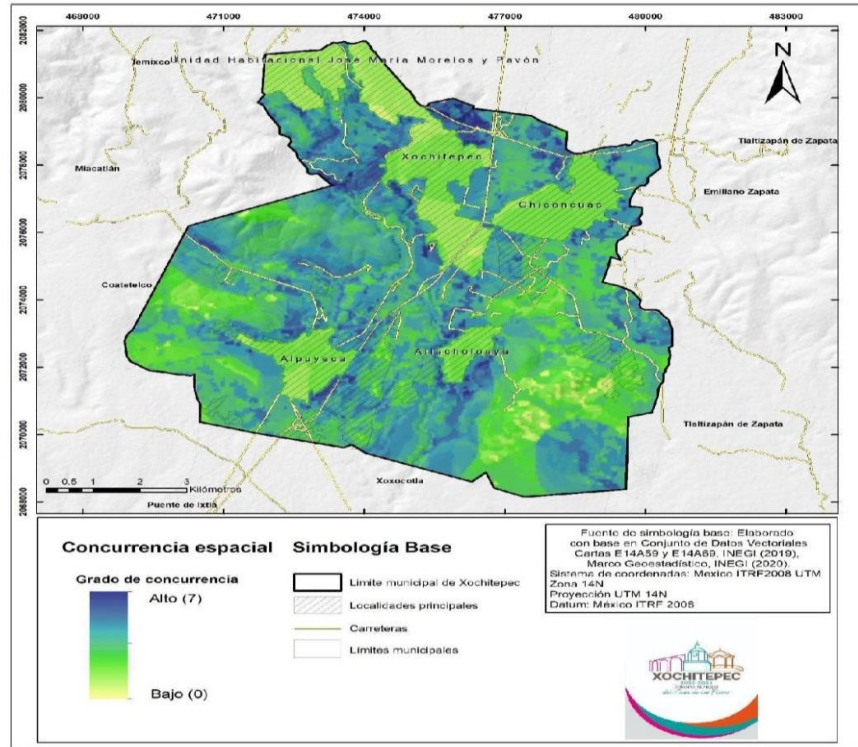 468000 471000 474000 477000 480000 483000
2082000
2080000
2078000
2076000
2074000
2072000
2070000
2068000
N
Temixco
Unidad Habitacional José María Morelos y Pavón
Tlaltizapán de Zapata
Xochitepec
Miacatlán
Emiliano Zapata
Chiconcuac
Coatetelco
Alpuyeca
Atlacholoaya
Tlaltizapán de Zapata
Xoxocotla
0 0.5 1 2 3
Kilómetros
Puente de Ixtla
Concurrencia espacial
Grado de concurrencia
Alto (7)
Bajo (0)
Simbología Base
Límite municipal de Xochitepec
Localidades principales
Carreteras
Límites municipales
Fuente de simbología base: Elaborado
con base en Conjunto de Datos Vectoriales
Cartas E14A59 y E14A69, INEGI (2019),
Marco Geoestadístico, INEGI (2020).
Sistema de coordenadas: Mexico ITRF2008 UTM
Zona 14N
Proyección UTM 14N
Datum: México ITRF 2008
XOCHITEPEC